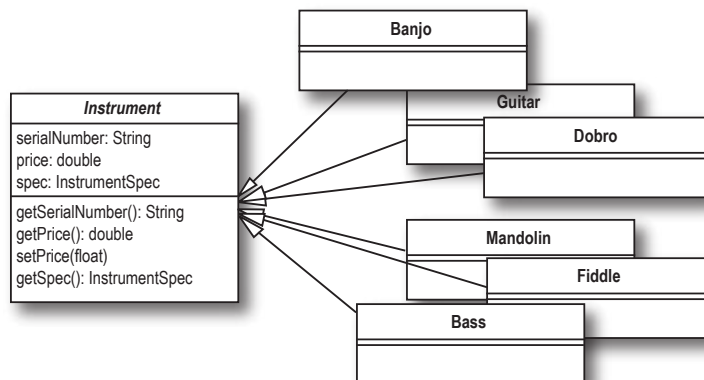 Banjo
Instrument
serialNumber: String
price: double
spec: InstrumentSpec
getSerialNumber(): String
getPrice(): double
setPrice(float)
getSpec(): InstrumentSpec
Guitar
Dobro
Mandolin
Fiddle
Bass